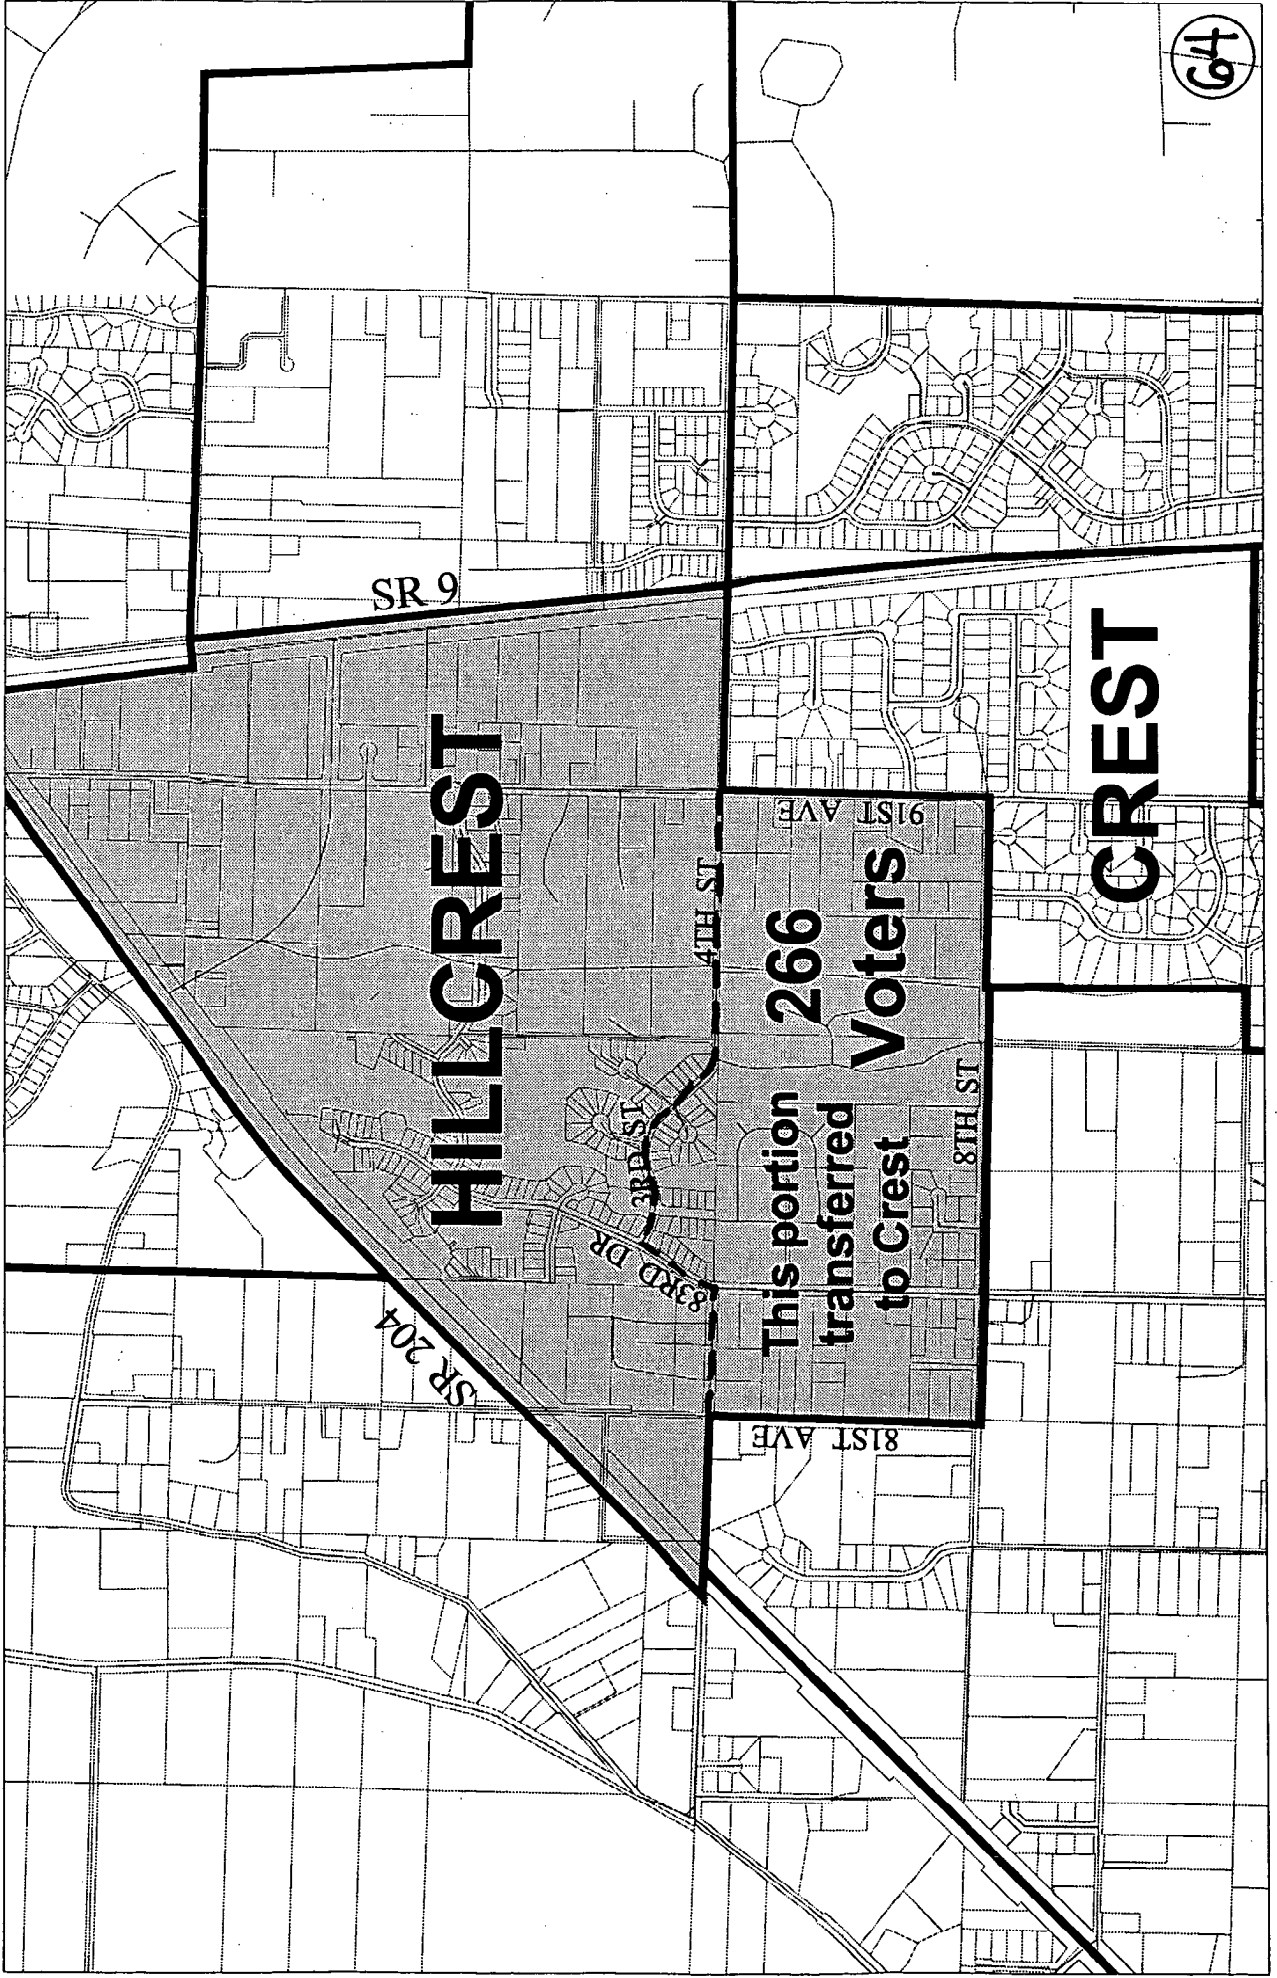 64
SR 9
HILLCREST
CREST
91ST AVE
4TH ST
266
Voters
3RD ST
83RD DR
This portion
transferred
to Crest
8TH ST
SR 204
81ST AVE